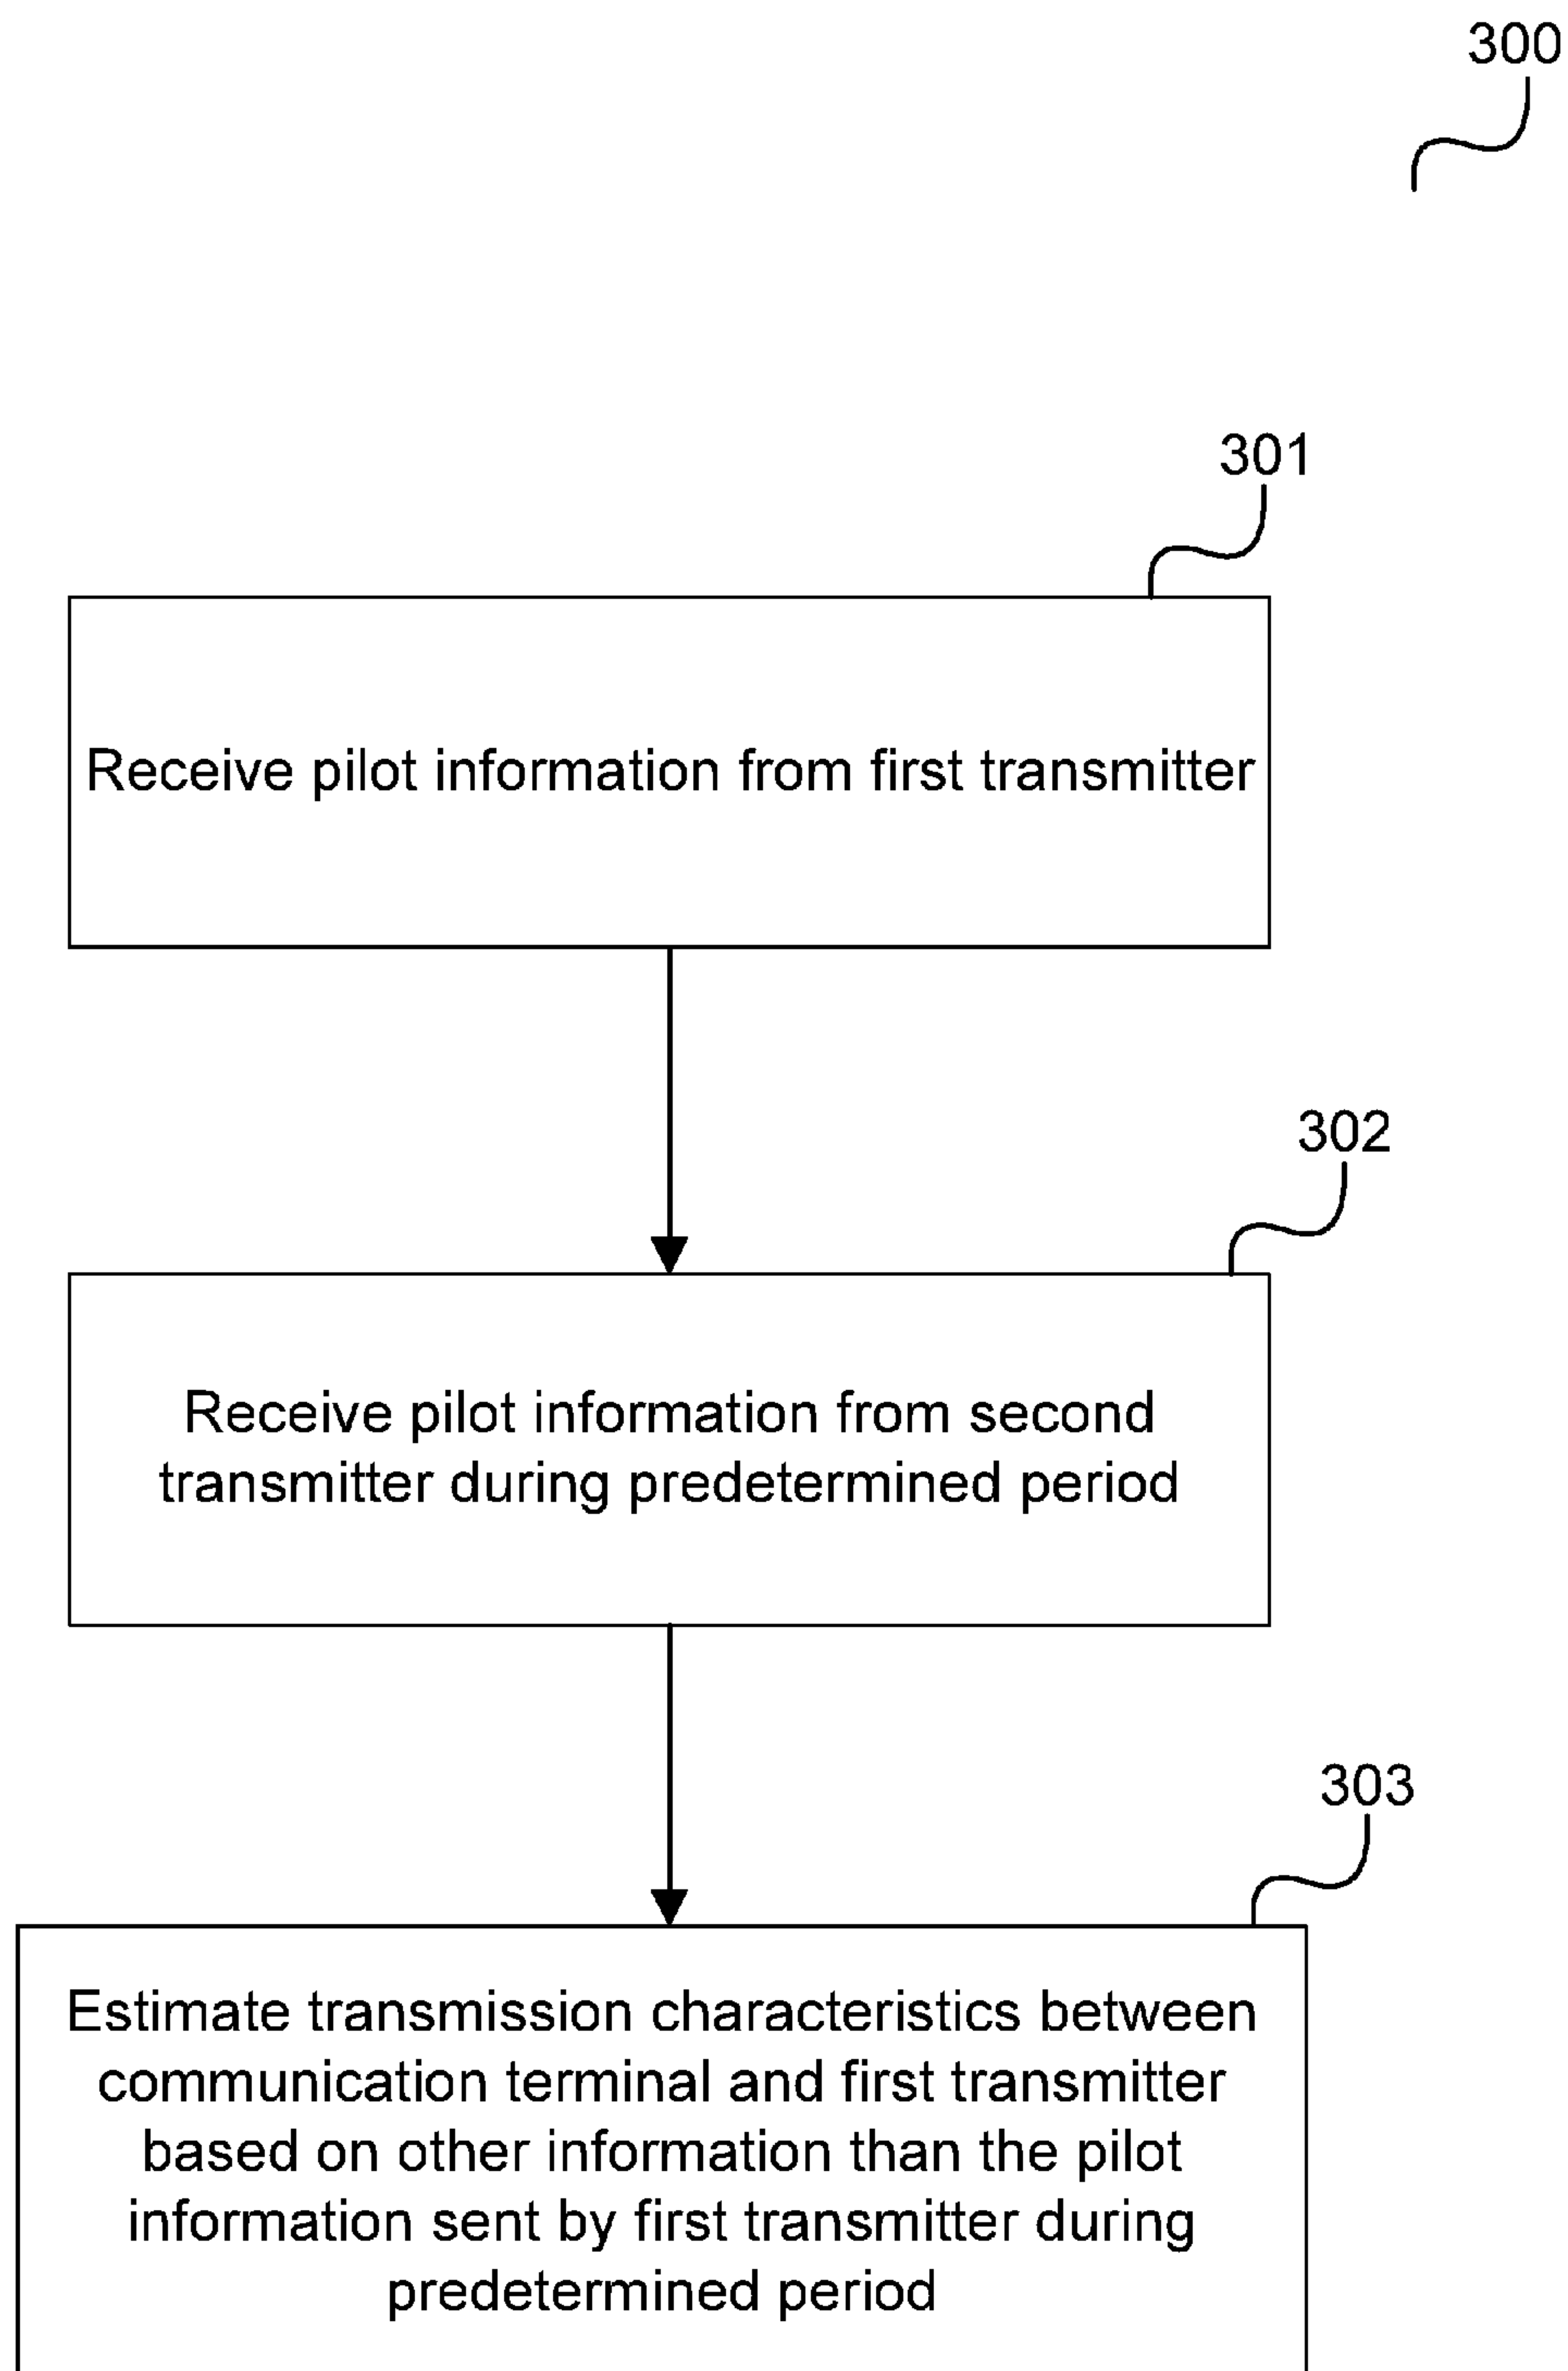 300
301
Receive pilot information from first transmitter
302
Receive pilot information from second
transmitter during predetermined period
303
Estimate transmission characteristics between
communication terminal and first transmitter
based on other information than the pilot
information sent by first transmitter during
predetermined period